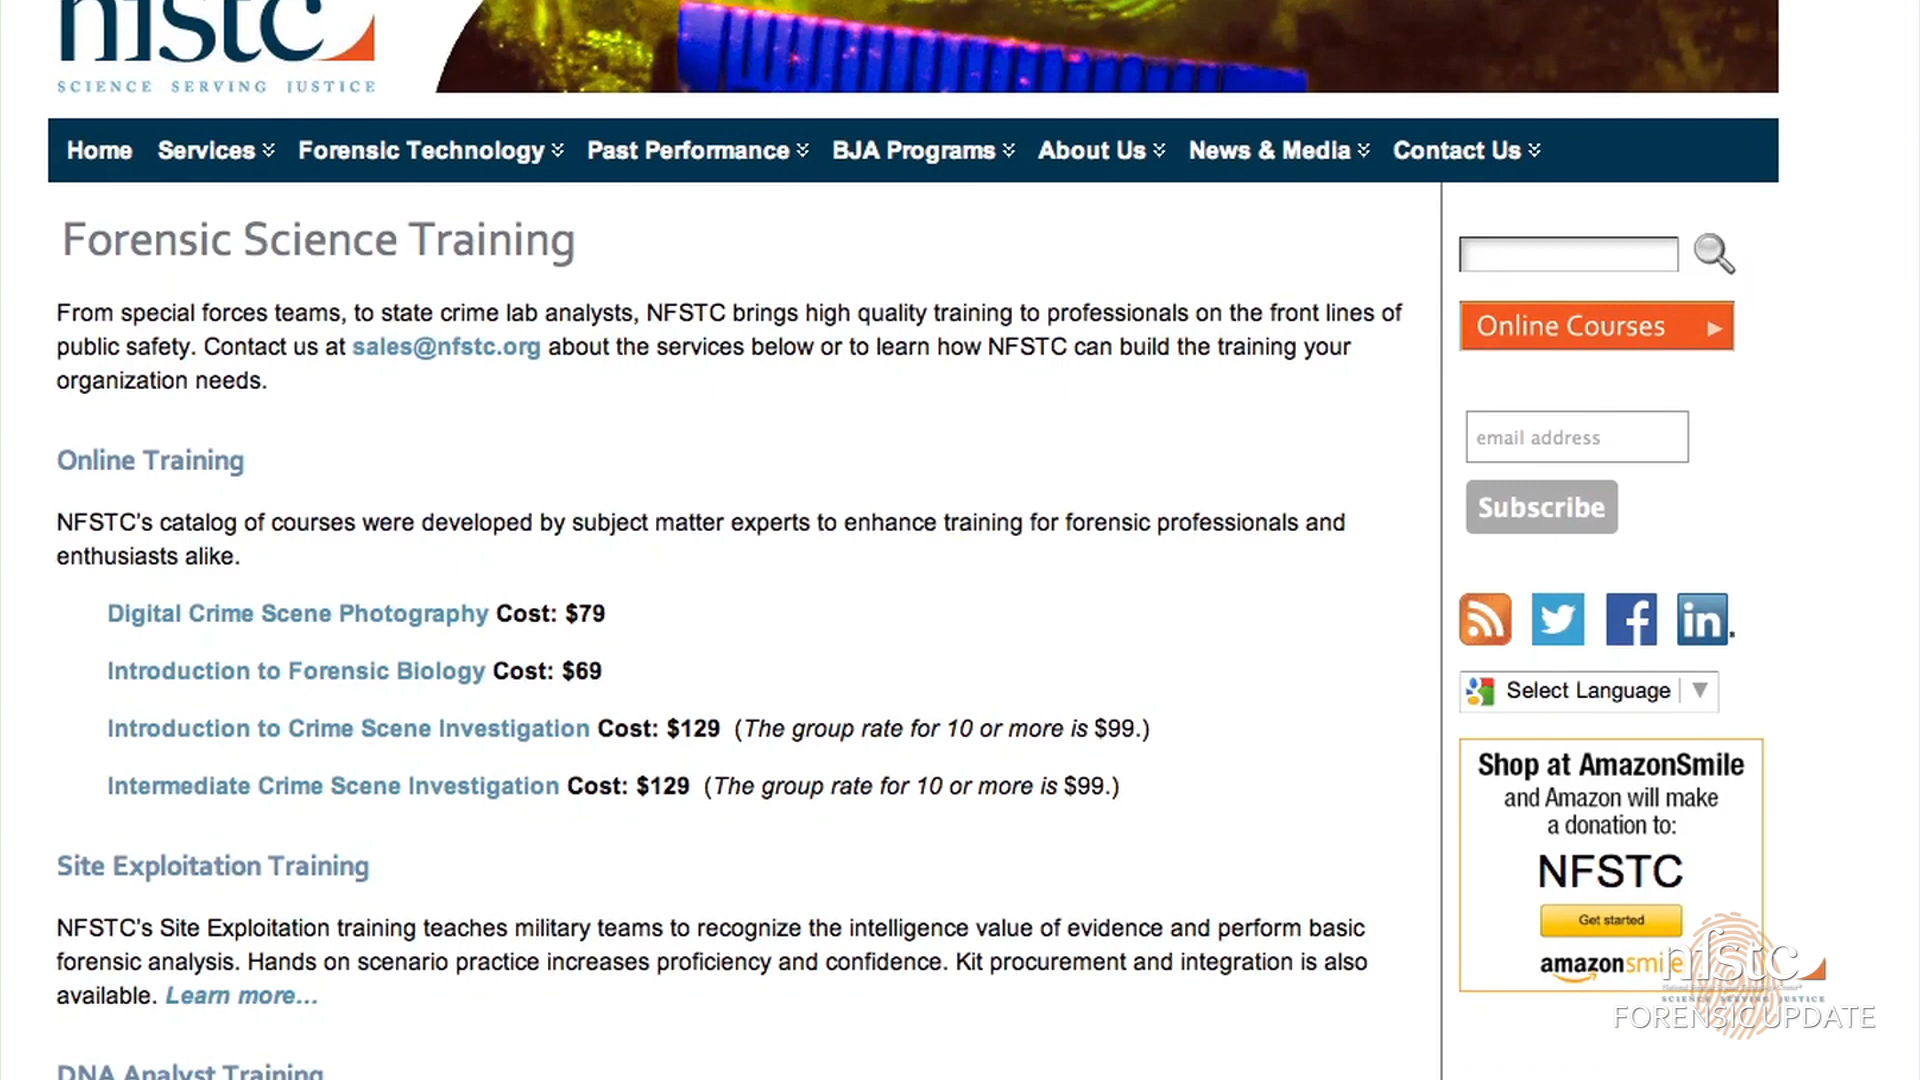 nfstc
SCIENCE SERVING JUSTICE
Home Services Forensic Technology Past Performance BJA Programs About Us News & Media Contact Us
Forensic Science Training
From special forces teams, to state crime lab analysts, NFSTC brings high quality training to professionals on the front lines of
public safety. Contact us at sales@nfstc.org about the services below or to learn how NFSTC can build the training your
organization needs.
Online Training
NFSTC's catalog of courses were developed by subject matter experts to enhance training for forensic professionals and
enthusiasts alike.
Digital Crime Scene Photography Cost: $79
Introduction to Forensic Biology Cost: $69
Introduction to Crime Scene Investigation Cost: $129 (The group rate for 10 or more is $99.)
Intermediate Crime Scene Investigation Cost: $129 (The group rate for 10 or more is $99.)
Site Exploitation Training
NFSTC's Site Exploitation training teaches military teams to recognize the intelligence value of evidence and perform basic
forensic analysis. Hands on scenario practice increases proficiency and confidence. Kit procurement and integration is also
available. Learn more...
DNA Analyst Training
Online Courses
email address
Subscribe
in
Select Language
Shop at AmazonSmile
and Amazon will make
a donation to:
NFSTC
Get started
amazonsmile
nfstc
SCIENCE SERVING JUSTICE
FORENSIC UPDATE